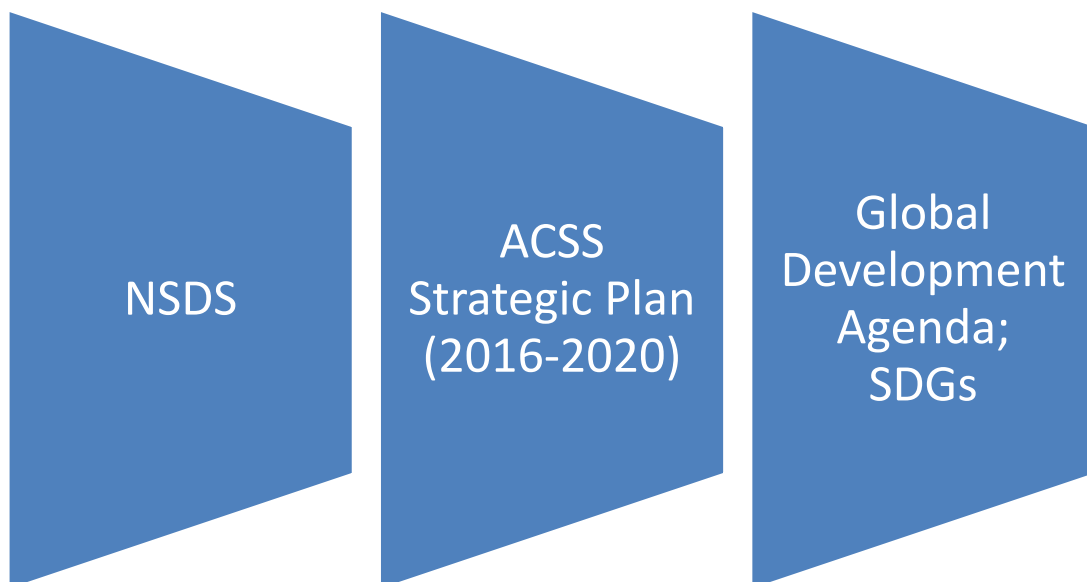 NSDS
ACSS
Strategic Plan
(2016-2020)
Global
Development
Agenda;
SDGs